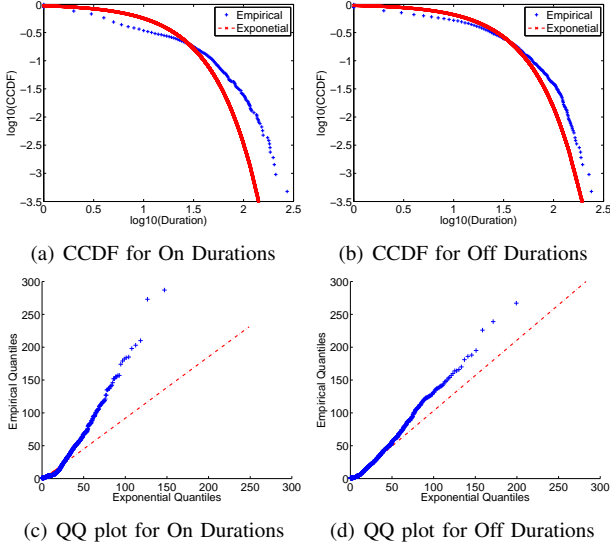 0
−0.5
−1
−1.5
−2
−2.5
−3
−3.5
log10(CCDF)
0 0.5 1.0 1.5 2.0 2.5
log10(Duration)
Empirical
Exponetial
(a) CCDF for On Durations
0
−0.5
−1
−1.5
−2
−2.5
−3
−3.5
log10(CCDF)
0 0.5 1.0 1.5 2.0 2.5
log10(Duration)
Empirical
Exponetial
(b) CCDF for Off Durations
300
250
200
150
100
50
0
Empirical Quantiles
0 50 100 150 200 250 300
Exponential Quantiles
(c) QQ plot for On Durations
300
250
200
150
100
50
0
Empirical Quantiles
0 50 100 150 200 250 300
Exponential Quantiles
(d) QQ plot for Off Durations